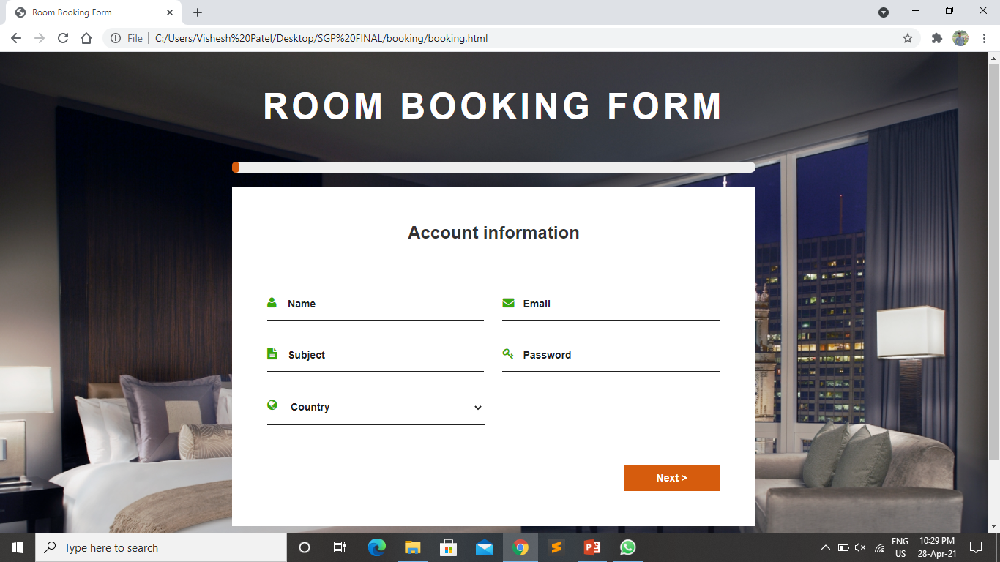 Room Booking Form
File
C:/Users/Vishesh%20Patel/Desktop/SGP%20FINAL/booking/booking.html
ROOM BOOKING FORM
Account information
Name
Email
Subject
Password
Country
Next >
Type here to search
ENG
US
10:29 PM
28-Apr-21